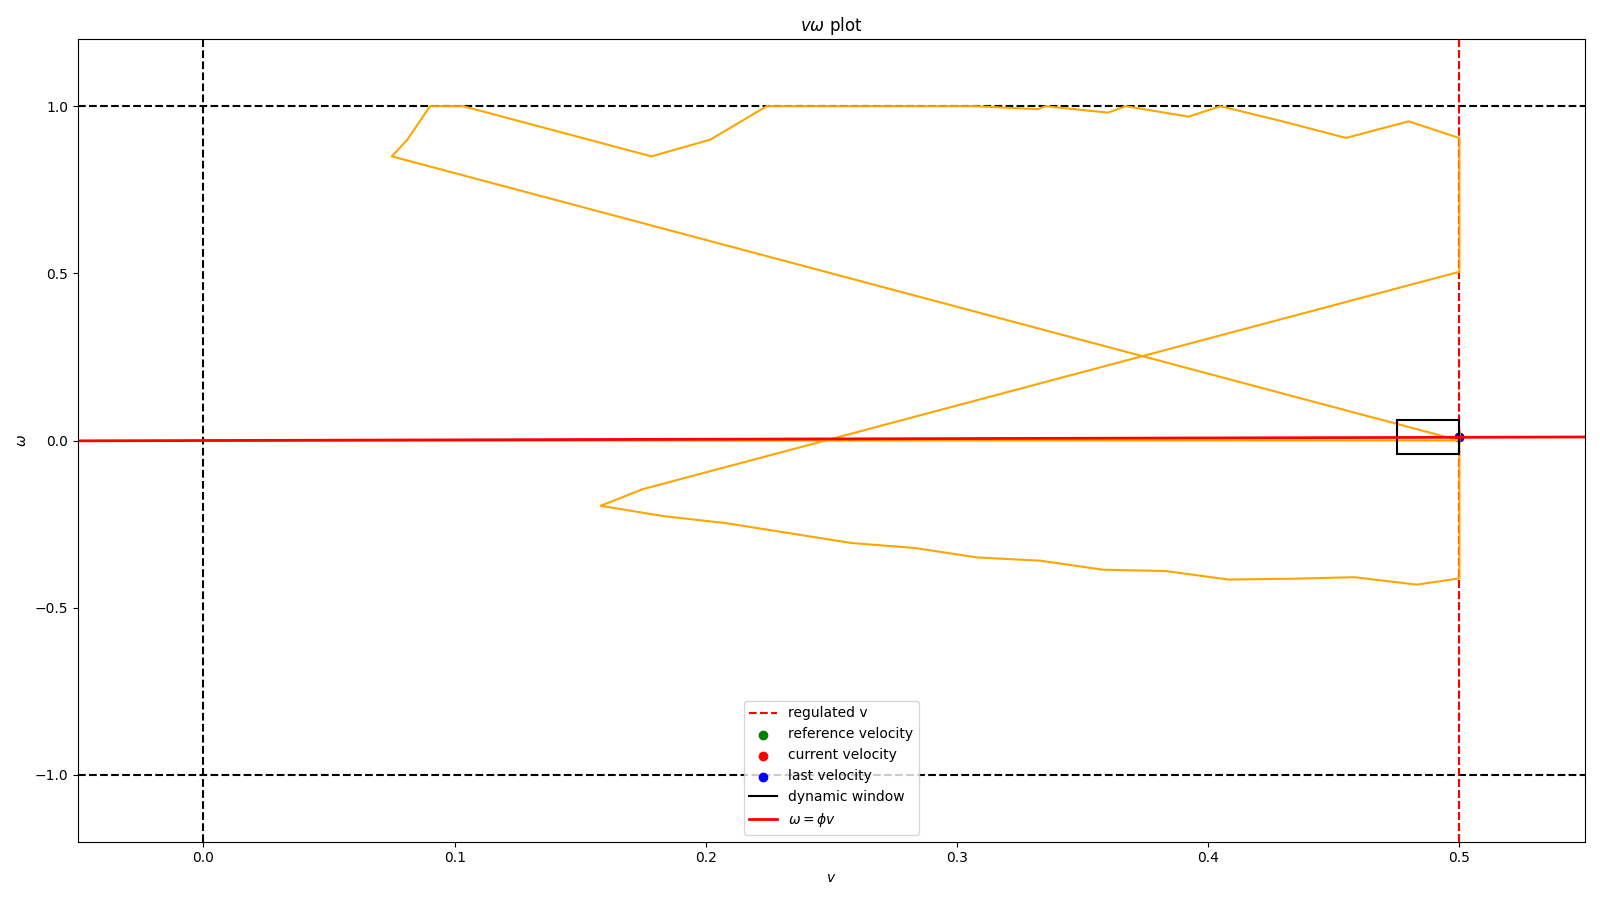 vω plot
1.0
0.5
0.0
−0.5
−1.0
ω
regulated v
reference velocity
current velocity
last velocity
dynamic window
ω = ϕv
0.0 0.1 0.2 0.3 0.4 0.5
v